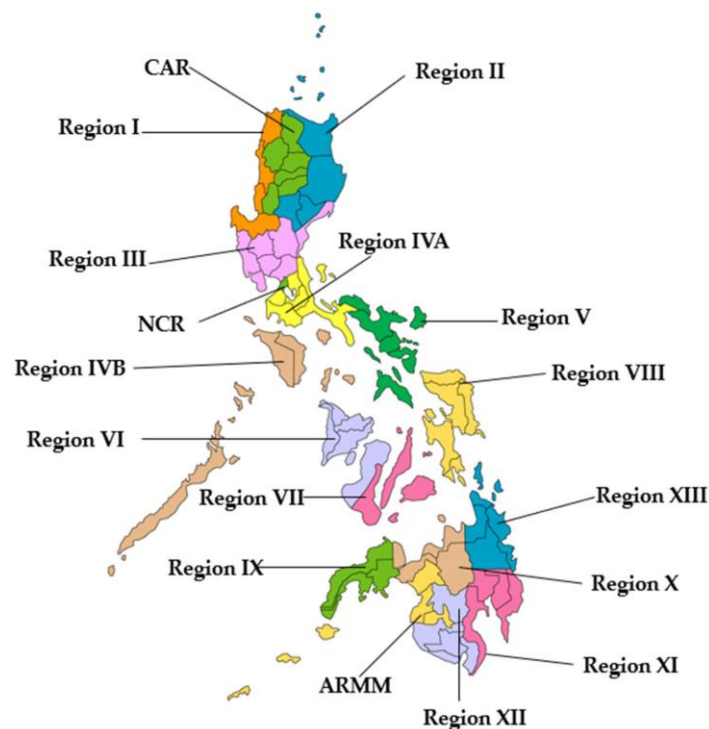 CAR
Region II
Region I
Region IVA
Region III
NCR
Region V
Region IVB
Region VIII
Region VI
Region VII
Region XIII
Region IX
Region X
Region XI
ARMM
Region XII